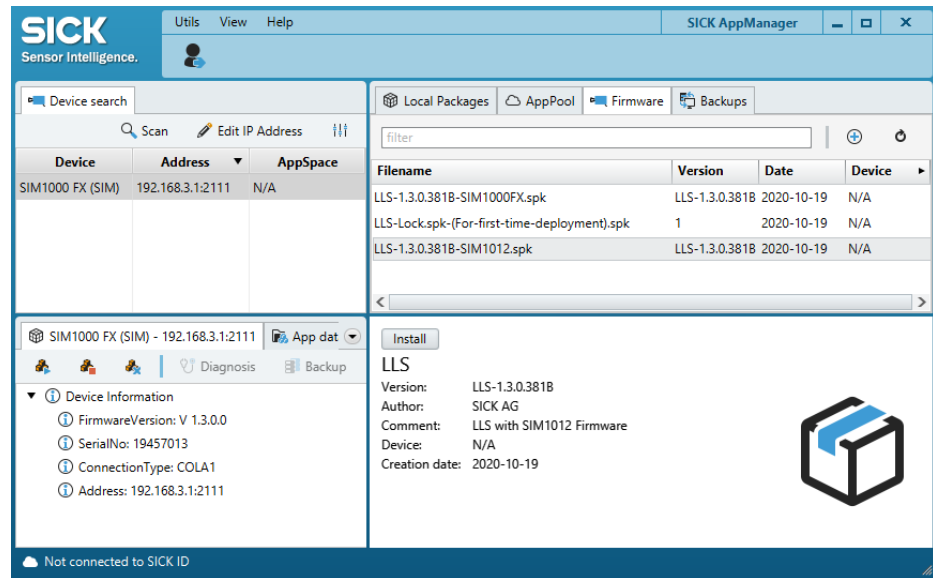 SICK
Sensor Intelligence.
Utils View Help
SICK AppManager
Device search
Scan Edit IP Address
Device Address AppSpace
SIM1000 FX (SIM) 192.168.3.1:2111 N/A
Local Packages AppPool Firmware Backups
filter
Filename Version Date Device
LLS-1.3.0.381B-SIM1000FX.spk LLS-1.3.0.381B 2020-10-19 N/A
LLS-Lock.spk-(For-first-time-deployment).spk 1 2020-10-19 N/A
LLS-1.3.0.381B-SIM1012.spk LLS-1.3.0.381B 2020-10-19 N/A
SIM1000 FX (SIM) - 192.168.3.1:2111 App dat
Diagnosis Backup
Device Information
FirmwareVersion: V 1.3.0.0
SerialNo: 19457013
ConnectionType: COLA1
Address: 192.168.3.1:2111
Install
LLS
Version: LLS-1.3.0.381B
Author: SICK AG
Comment: LLS with SIM1012 Firmware
Device: N/A
Creation date: 2020-10-19
Not connected to SICK ID